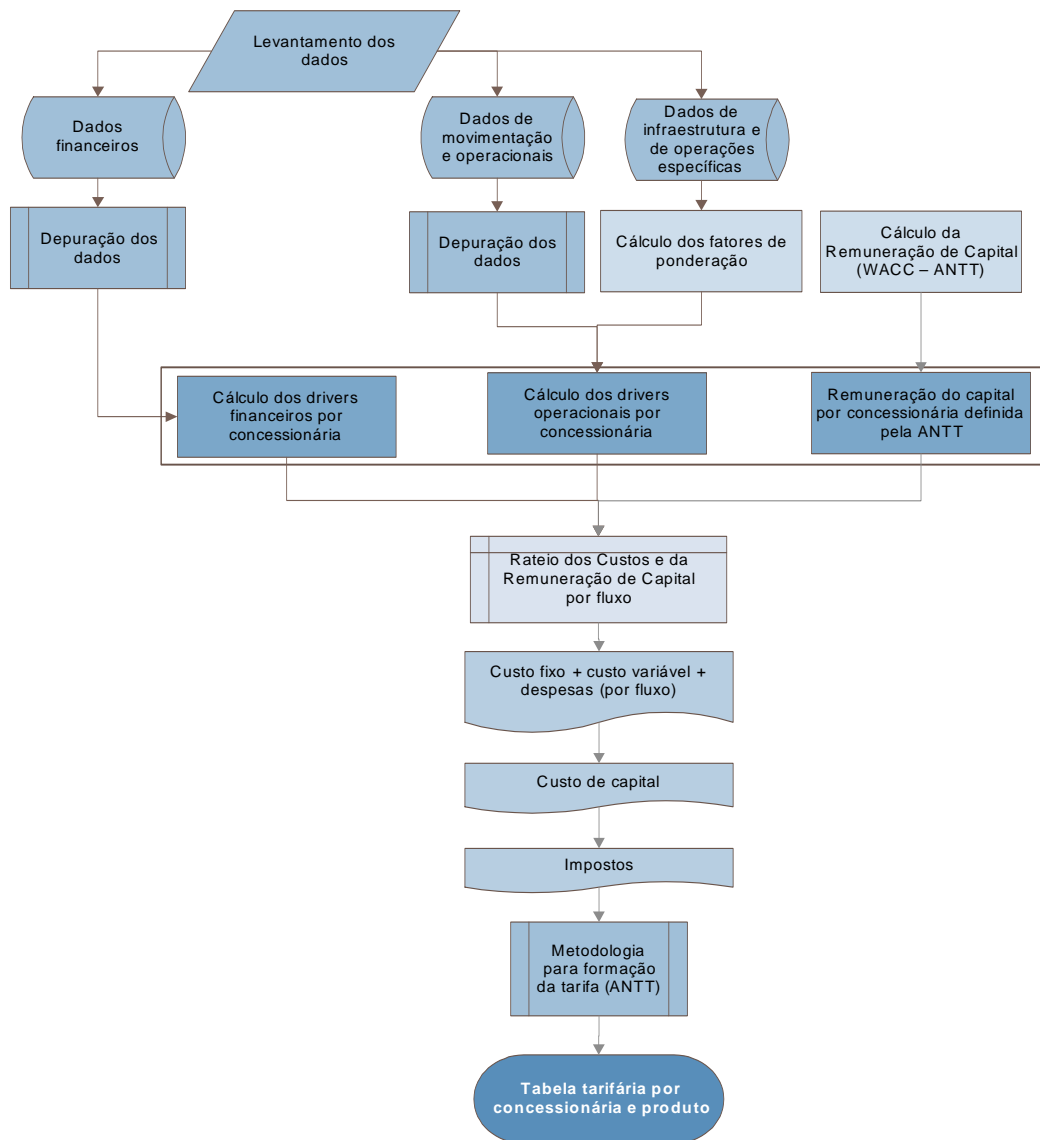 Levantamento dos
dados
Dados
financeiros
Dados de
movimentação
e operacionais
Dados de
infraestrutura e
de operações
específicas
Depuração dos
dados
Depuração dos
dados
Cálculo dos fatores de
ponderação
Cálculo da
Remuneração de Capital
(WACC – ANTT)
Cálculo dos drivers
financeiros por
concessionária
Cálculo dos drivers
operacionais por
concessionária
Remuneração do capital
por concessionária definida
pela ANTT
Rateio dos Custos e da
Remuneração de Capital
por fluxo
Custo fixo + custo variável +
despesas (por fluxo)
Custo de capital
Impostos
Metodologia
para formação
da tarifa (ANTT)
Tabela tarifária por
concessionária e produto